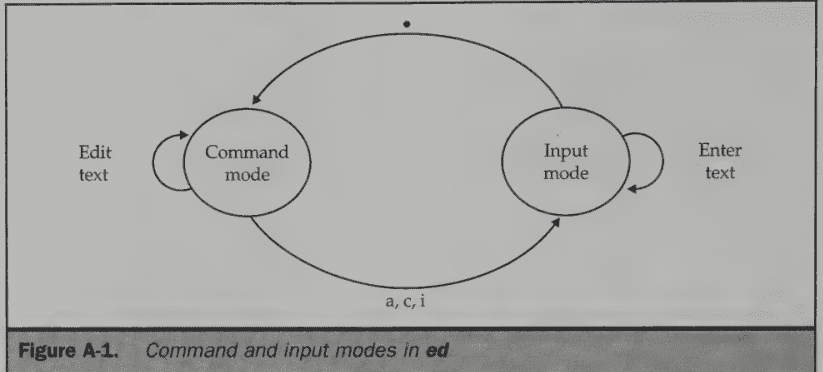 •
Edit
text
Command
mode
Input
mode
Enter
text
a, c, i
Figure A-1. Command and input modes in ed